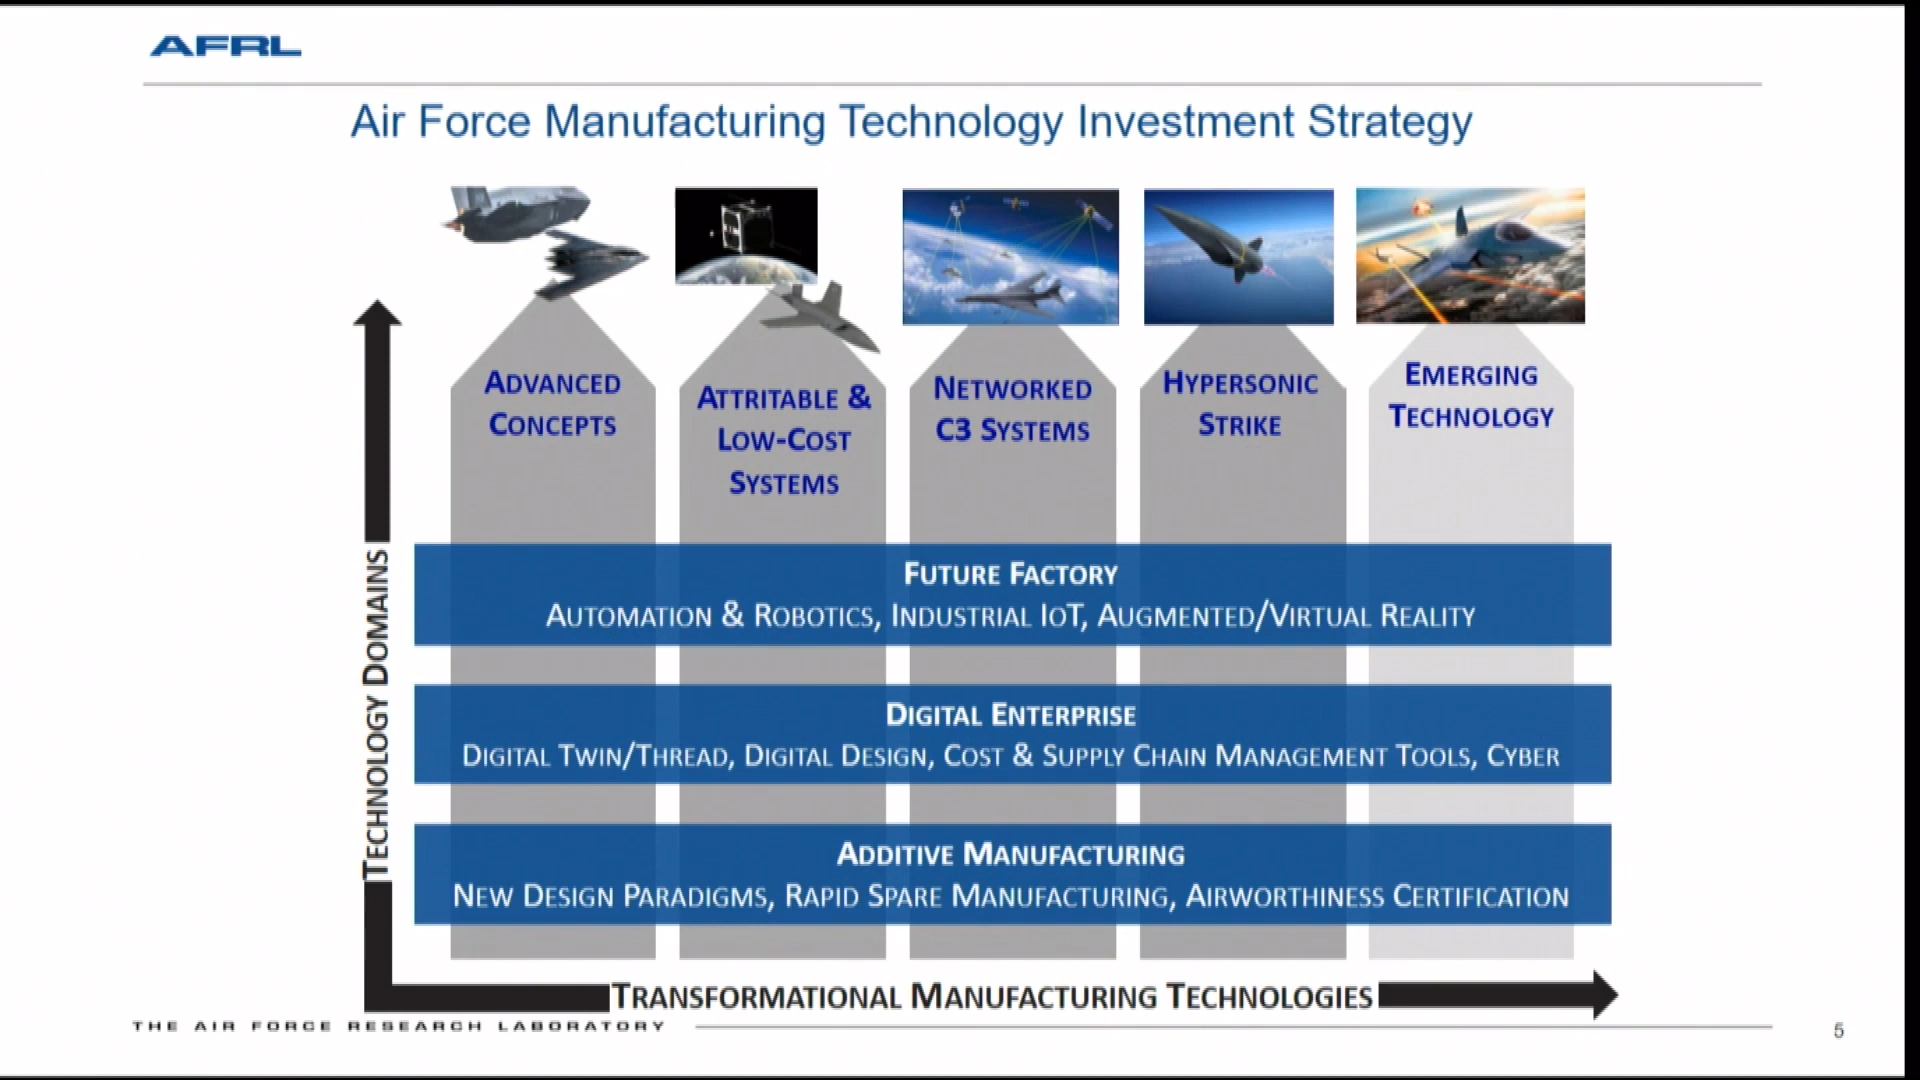 AFRL
Air Force Manufacturing Technology Investment Strategy
ADVANCED
CONCEPTS
ATTRITABLE &
LOW-COST
SYSTEMS
NETWORKED
C3 SYSTEMS
HYPERSONIC
STRIKE
EMERGING
TECHNOLOGY
TECHNOLOGY DOMAINS
FUTURE FACTORY
AUTOMATION & ROBOTICS, INDUSTRIAL IOT, AUGMENTED/VIRTUAL REALITY
DIGITAL ENTERPRISE
DIGITAL TWIN/THREAD, DIGITAL DESIGN, COST & SUPPLY CHAIN MANAGEMENT TOOLS, CYBER
ADDITIVE MANUFACTURING
NEW DESIGN PARADIGMS, RAPID SPARE MANUFACTURING, AIRWORTHINESS CERTIFICATION
TRANSFORMATIONAL MANUFACTURING TECHNOLOGIES
THE AIR FORCE RESEARCH LABORATORY
5